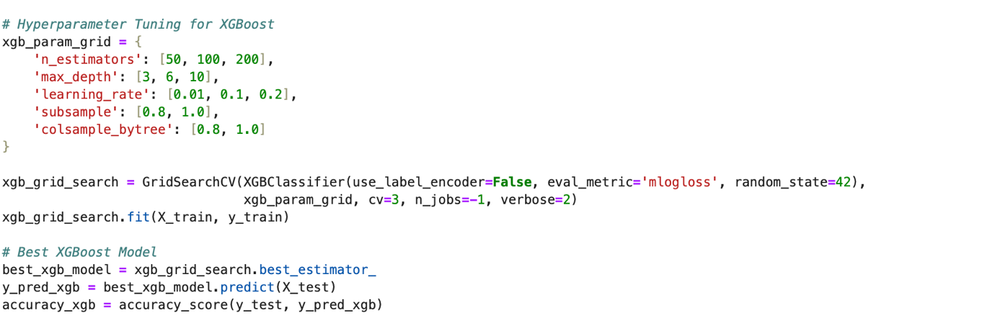 # Hyperparameter Tuning for XGBoost
xgb_param_grid = {
    'n_estimators': [50, 100, 200],
    'max_depth': [3, 6, 10],
    'learning_rate': [0.01, 0.1, 0.2],
    'subsample': [0.8, 1.0],
    'colsample_bytree': [0.8, 1.0]
}
xgb_grid_search = GridSearchCV(XGBClassifier(use_label_encoder=False, eval_metric='mlogloss', random_state=42),
                               xgb_param_grid, cv=3, n_jobs=-1, verbose=2)
xgb_grid_search.fit(X_train, y_train)
# Best XGBoost Model
best_xgb_model = xgb_grid_search.best_estimator_
y_pred_xgb = best_xgb_model.predict(X_test)
accuracy_xgb = accuracy_score(y_test, y_pred_xgb)